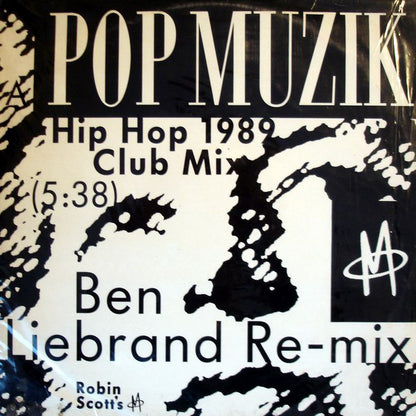 POP MUZIK
Hip Hop 1989
Club Mix
(5:38)
A
M
Ben
Liebrand Re-mix
Robin
Scott's M